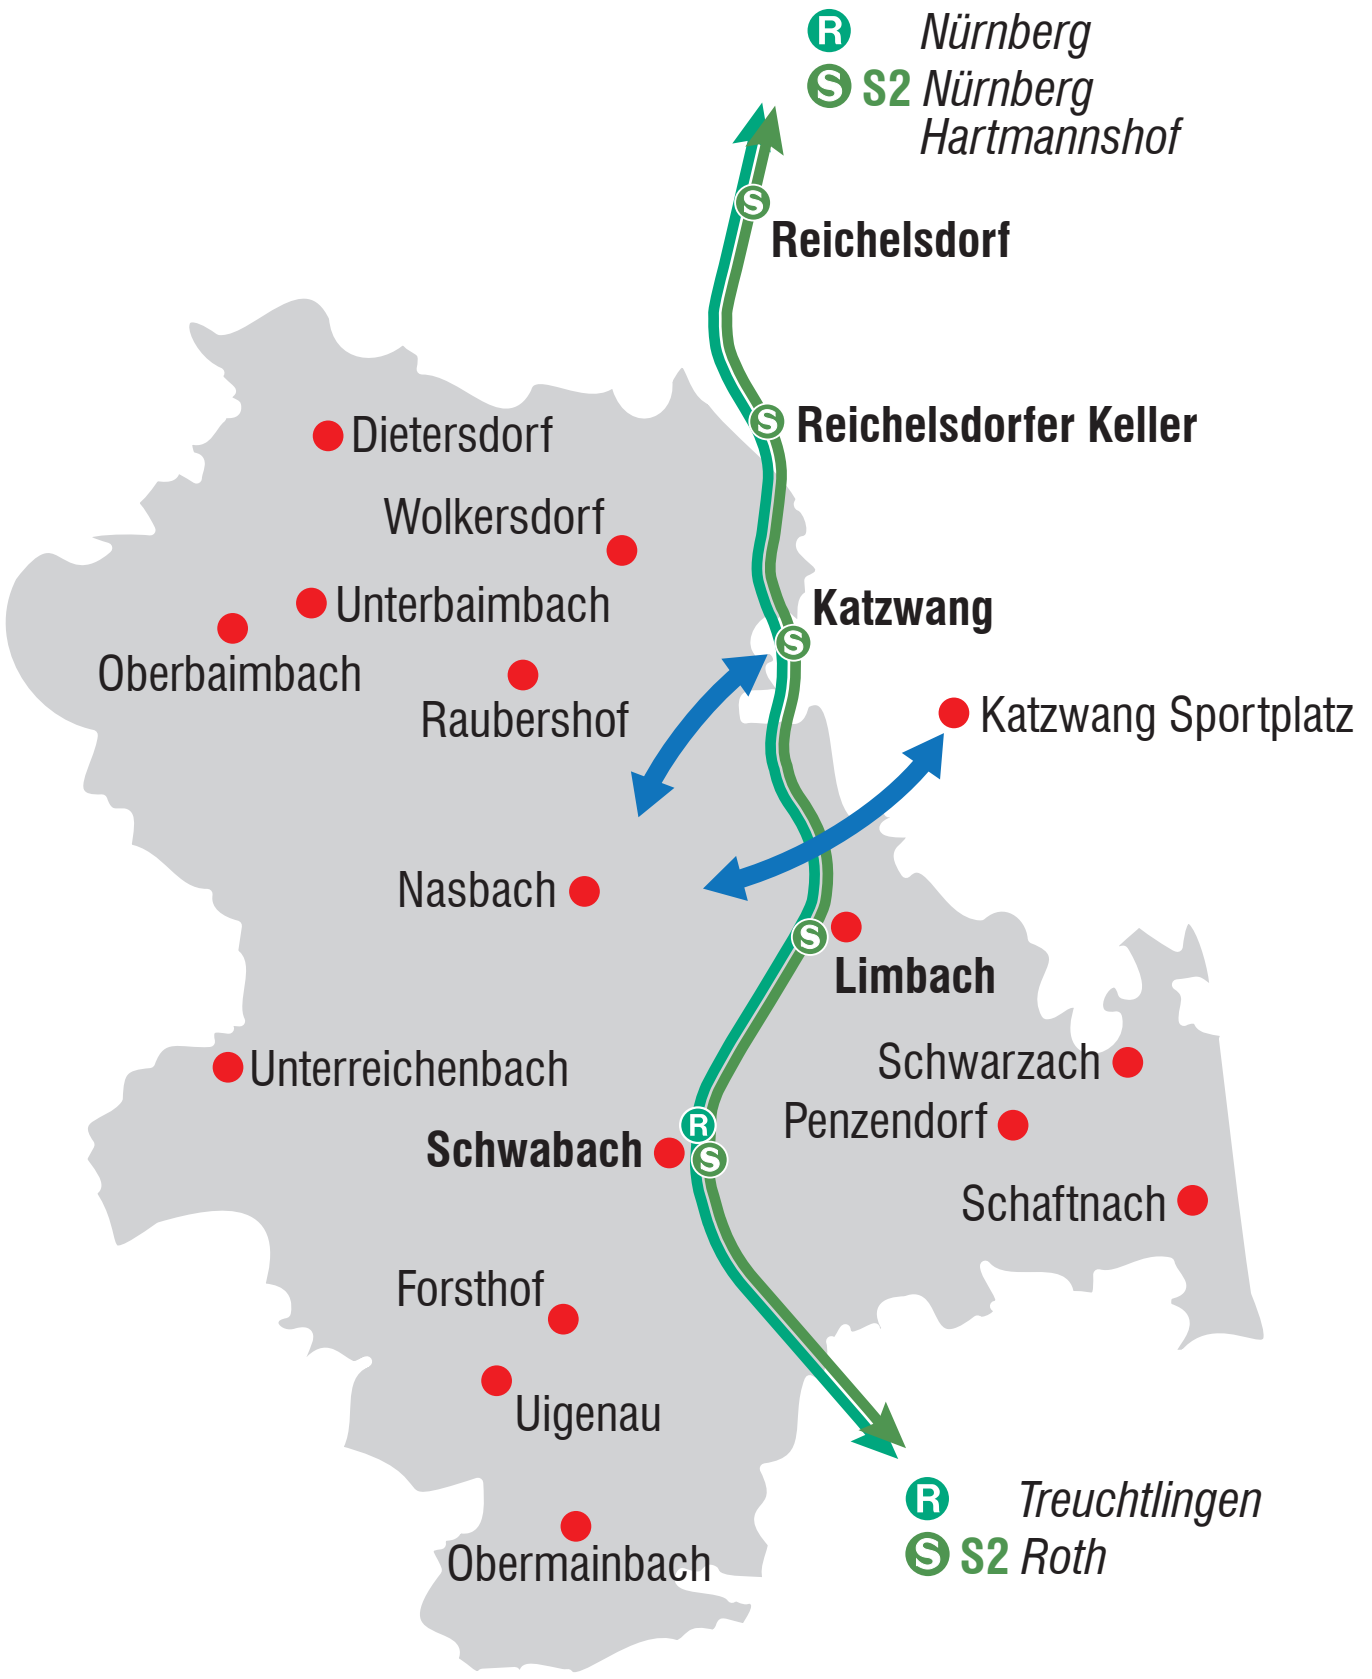 R Nürnberg
S S2 Nürnberg
Hartmannshof
S
Reichelsdorf
S Reichelsdorfer Keller
Dietersdorf
Wolkersdorf
Unterbaimbach
Katzwang
S
Oberbaimbach
Raubershof
Katzwang Sportplatz
Nasbach
S
Limbach
Unterreichenbach
Schwarzach
Penzendorf
R
Schwabach
S
Schaftnach
Forsthof
Uigenau
R Treuchtlingen
S S2 Roth
Obermainbach